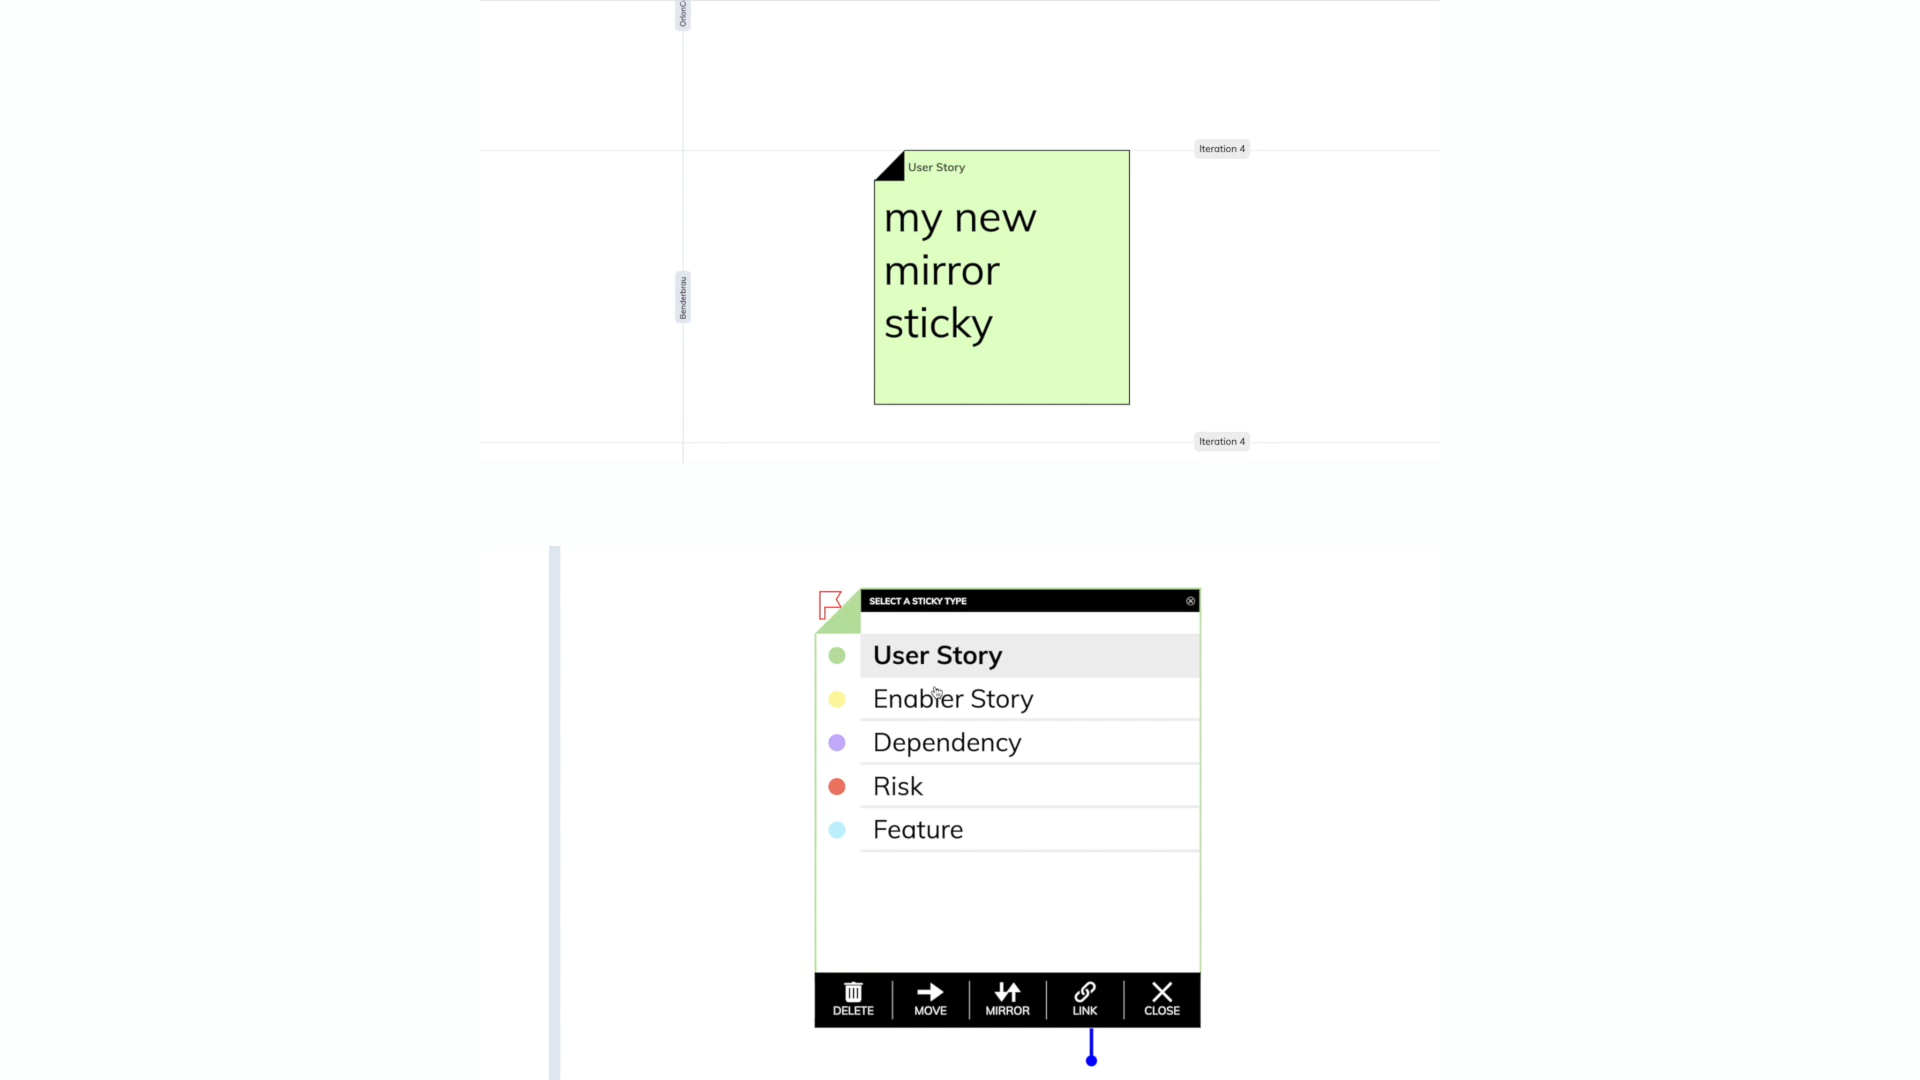 OrionC
Iteration 4
User Story
my new
mirror
sticky
Benderbrau
Iteration 4
SELECT A STICKY TYPE
User Story
Enabler Story
Dependency
Risk
Feature
DELETE
MOVE
MIRROR
LINK
CLOSE